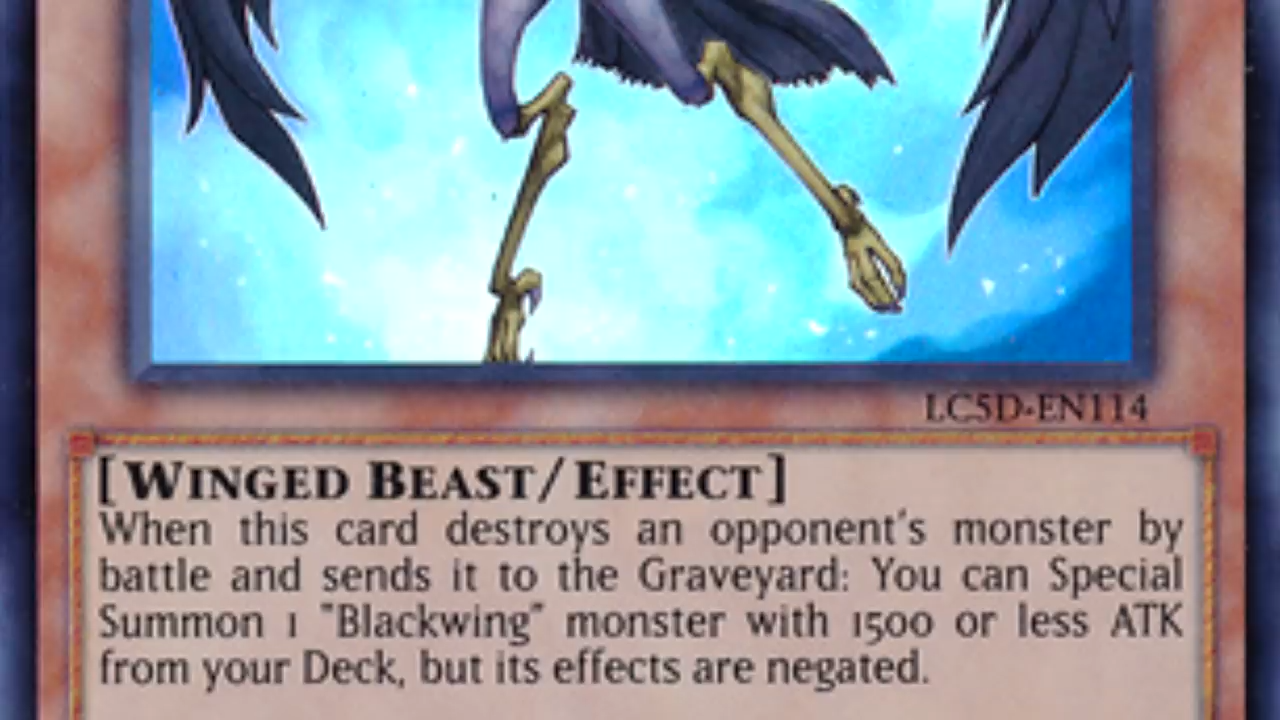 LC5D-EN114
[WINGED BEAST/EFFECT]
When this card destroys an opponent's monster by
battle and sends it to the Graveyard: You can Special
Summon 1 "Blackwing" monster with 1500 or less ATK
from your Deck, but its effects are negated.